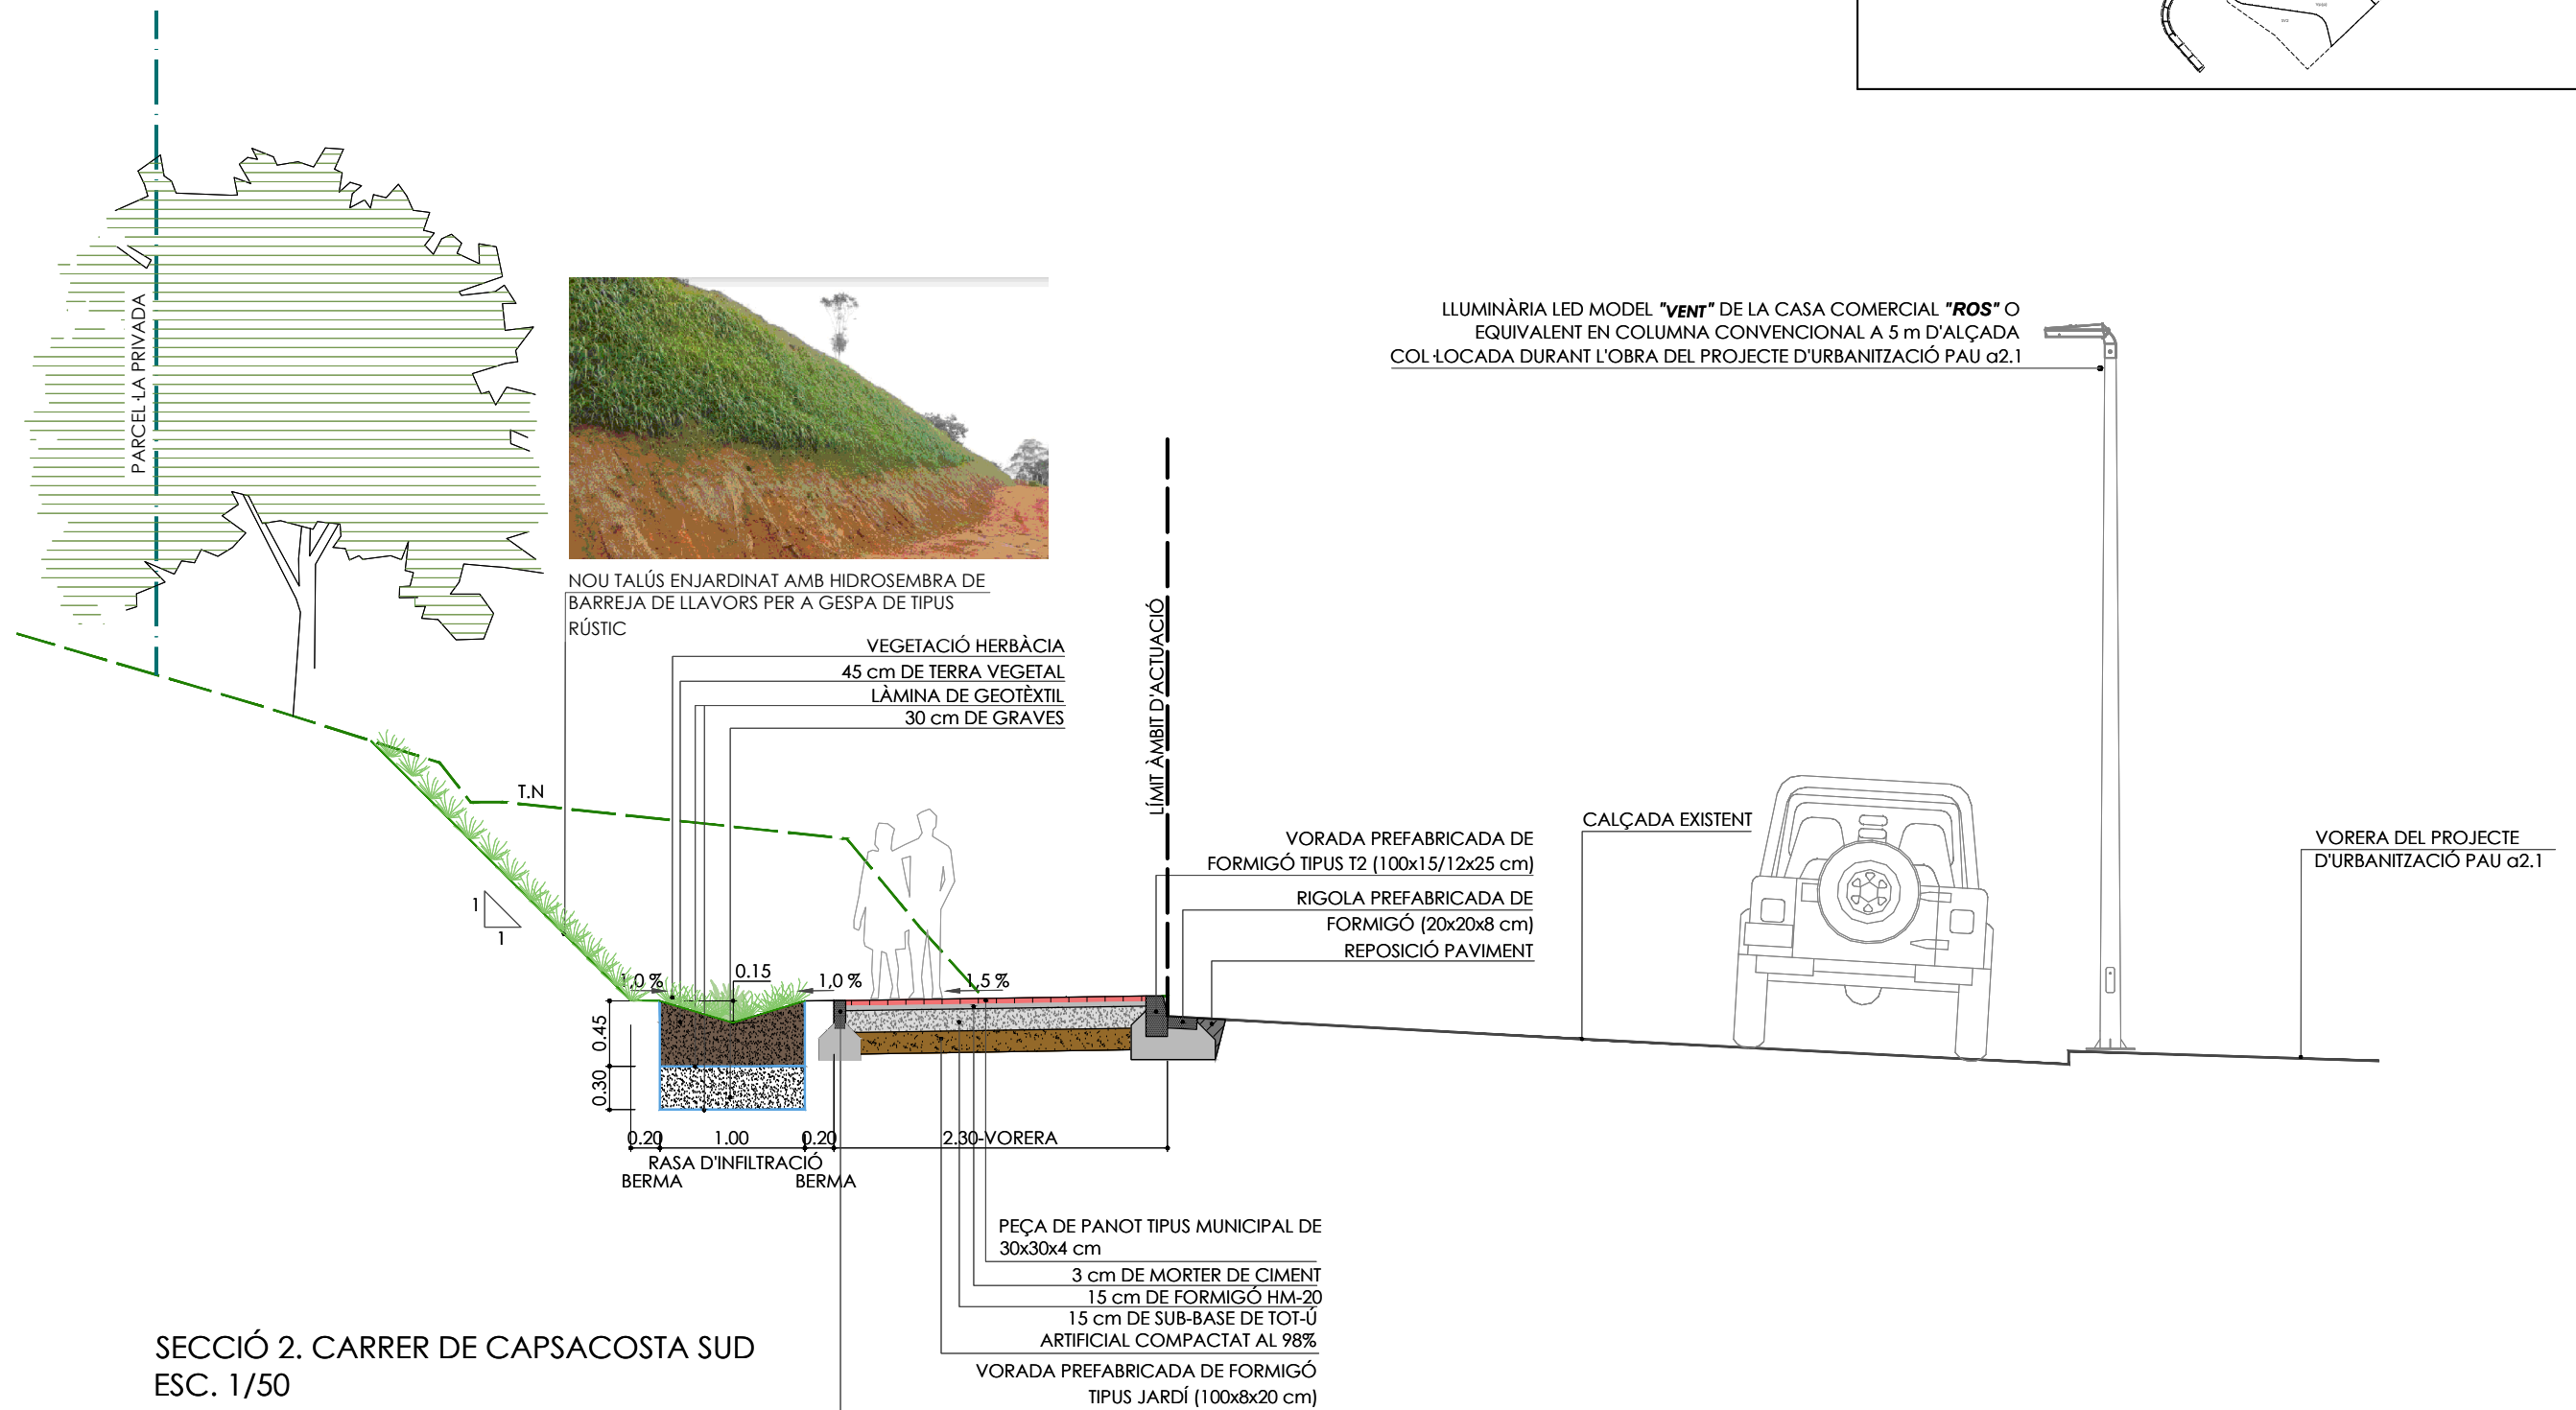 PARCEL·LA PRIVADA
LLUMINÀRIA LED MODEL "VENT" DE LA CASA COMERCIAL "ROS" O
EQUIVALENT EN COLUMNA CONVENCIONAL A 5 m D'ALÇADA
COL·LOCADA DURANT L'OBRA DEL PROJECTE D'URBANITZACIÓ PAU a2.1
NOU TALÚS ENJARDINAT AMB HIDROSEMBRA DE
BARREJA DE LLAVORS PER A GESPA DE TIPUS
RÚSTIC
VEGETACIÓ HERBÀCIA
45 cm DE TERRA VEGETAL
LÀMINA DE GEOTÈXTIL
30 cm DE GRAVES
LÍMIT ÀMBIT D'ACTUACIÓ
T.N
VORADA PREFABRICADA DE
FORMIGÓ TIPUS T2 (100x15/12x25 cm)
RIGOLA PREFABRICADA DE
FORMIGÓ (20x20x8 cm)
REPOSICIÓ PAVIMENT
CALÇADA EXISTENT
VORERA DEL PROJECTE
D'URBANITZACIÓ PAU a2.1
1
1
1,0 %
0.15
1,0 %
1,5 %
0.45
0.30
0.20
1.00
0.20
2.30-VORERA
RASA D'INFILTRACIÓ
BERMA
BERMA
PEÇA DE PANOT TIPUS MUNICIPAL DE
30x30x4 cm
3 cm DE MORTER DE CIMENT
15 cm DE FORMIGÓ HM-20
15 cm DE SUB-BASE DE TOT-Ú
ARTIFICIAL COMPACTAT AL 98%
VORADA PREFABRICADA DE FORMIGÓ
TIPUS JARDÍ (100x8x20 cm)
SECCIÓ 2. CARRER DE CAPSACOSTA SUD
ESC. 1/50